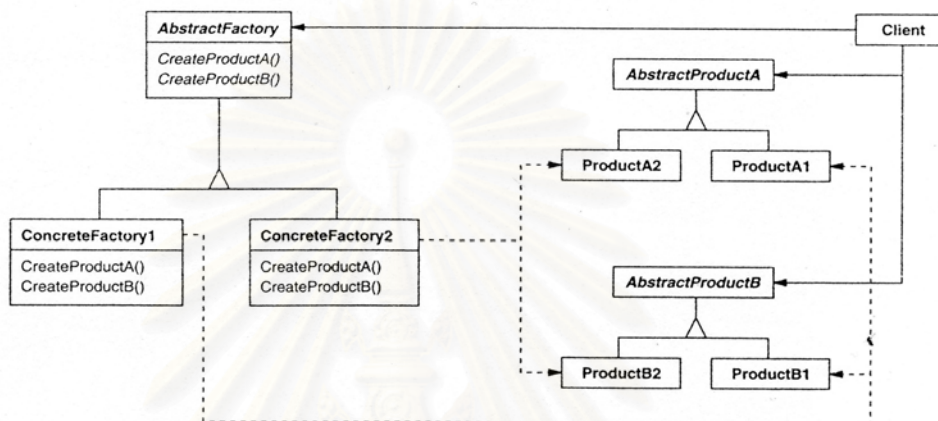 AbstractFactory
CreateProductA()
CreateProductB()
Client
AbstractProductA
ProductA2
ProductA1
ConcreteFactory1
CreateProductA()
CreateProductB()
ConcreteFactory2
CreateProductA()
CreateProductB()
AbstractProductB
ProductB2
ProductB1